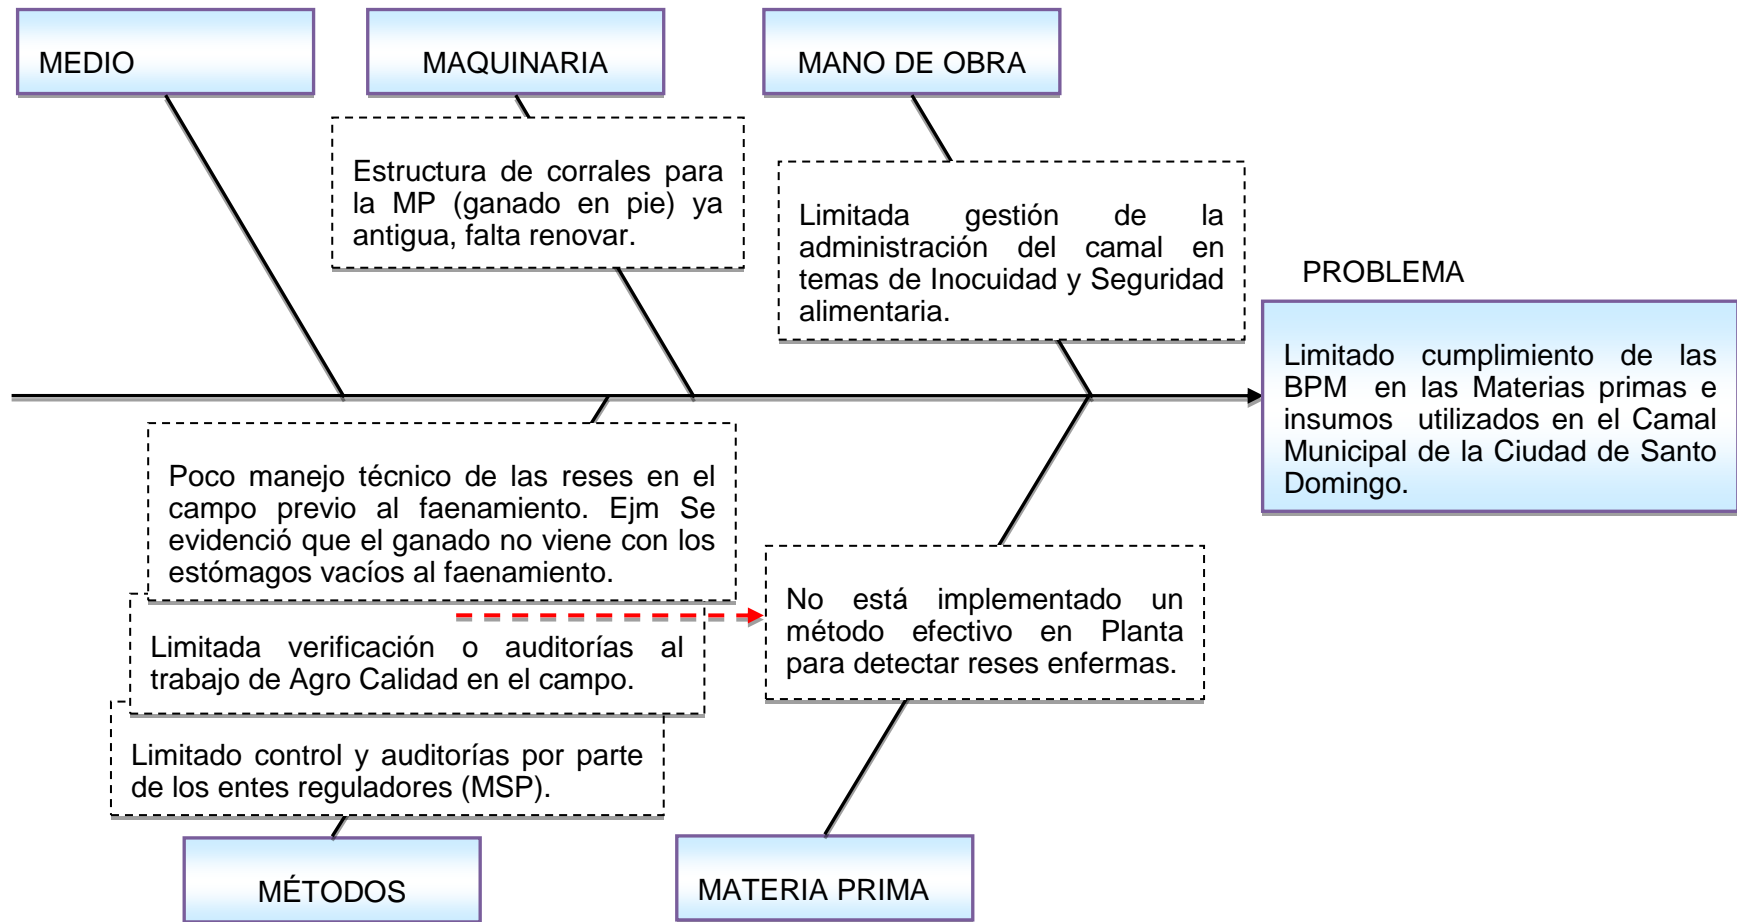 MEDIO
MAQUINARIA
MANO DE OBRA
Estructura de corrales para
la MP (ganado en pie) ya
antigua, falta renovar.
Limitada gestión de la
administración del camal en
temas de Inocuidad y Seguridad
alimentaria.
PROBLEMA
Limitado cumplimiento de las
BPM en las Materias primas e
insumos utilizados en el Camal
Municipal de la Ciudad de Santo
Domingo.
Poco manejo técnico de las reses en el
campo previo al faenamiento. Ejm Se
evidenció que el ganado no viene con los
estómagos vacíos al faenamiento.
Limitada verificación o auditorías al
trabajo de Agro Calidad en el campo.
Limitado control y auditorías por parte
de los entes reguladores (MSP).
No está implementado un
método efectivo en Planta
para detectar reses enfermas.
MÉTODOS
MATERIA PRIMA